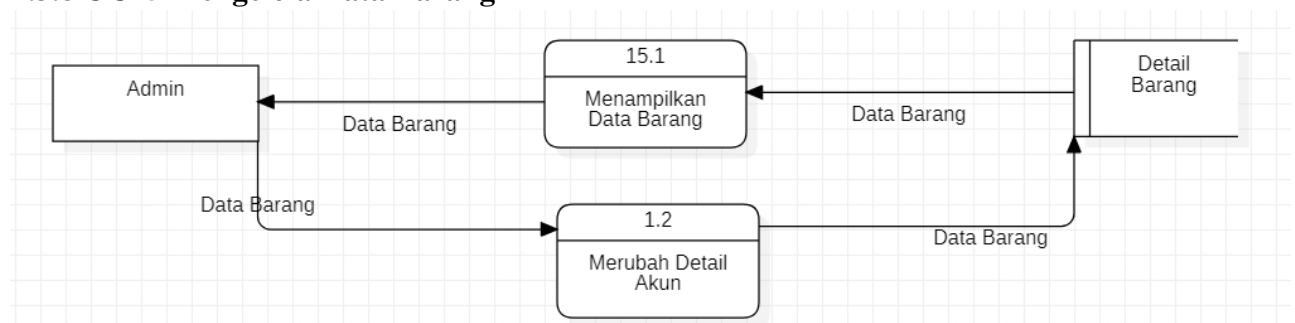 Admin
Data Barang
15.1
Menampilkan
Data Barang
Data Barang
Detail
Barang
Data Barang
1.2
Merubah Detail
Akun
Data Barang